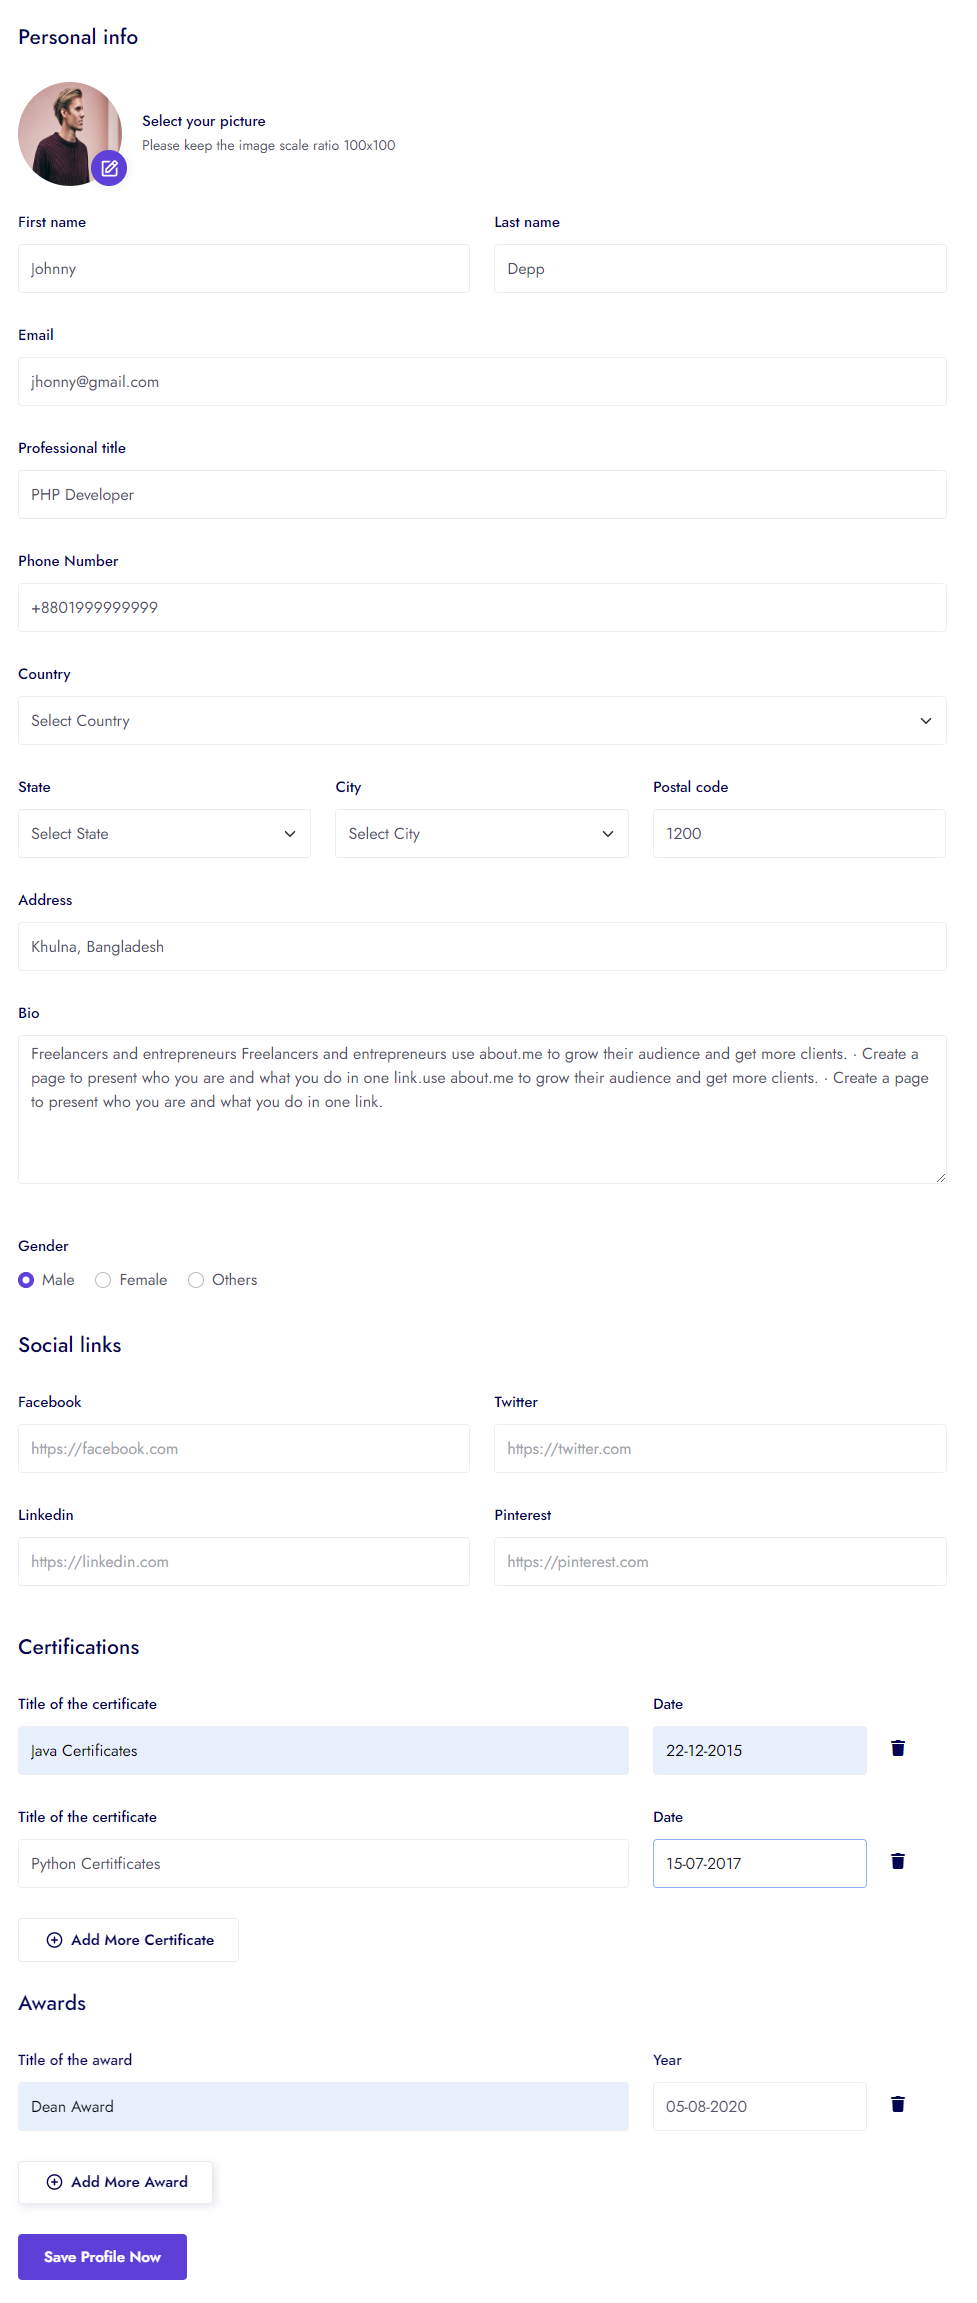 Personal info
Select your picture
Please keep the image scale ratio 100x100
First name
Last name
Johnny
Depp
Email
jhonny@gmail.com
Professional title
PHP Developer
Phone Number
+8801999999999
Country
Select Country
State
City
Postal code
Select State
Select City
1200
Address
Khulna, Bangladesh
Bio
Freelancers and entrepreneurs Freelancers and entrepreneurs use about.me to grow their audience and get more clients. · Create a
page to present who you are and what you do in one link.use about.me to grow their audience and get more clients. · Create a page
to present who you are and what you do in one link.
Gender
Male
Female
Others
Social links
Facebook
Twitter
https://facebook.com
https://twitter.com
Linkedin
Pinterest
https://linkedin.com
https://pinterest.com
Certifications
Title of the certificate
Date
Java Certificates
22-12-2015
Title of the certificate
Date
Python Certitficates
15-07-2017
Add More Certificate
Awards
Title of the award
Year
Dean Award
05-08-2020
Add More Award
Save Profile Now